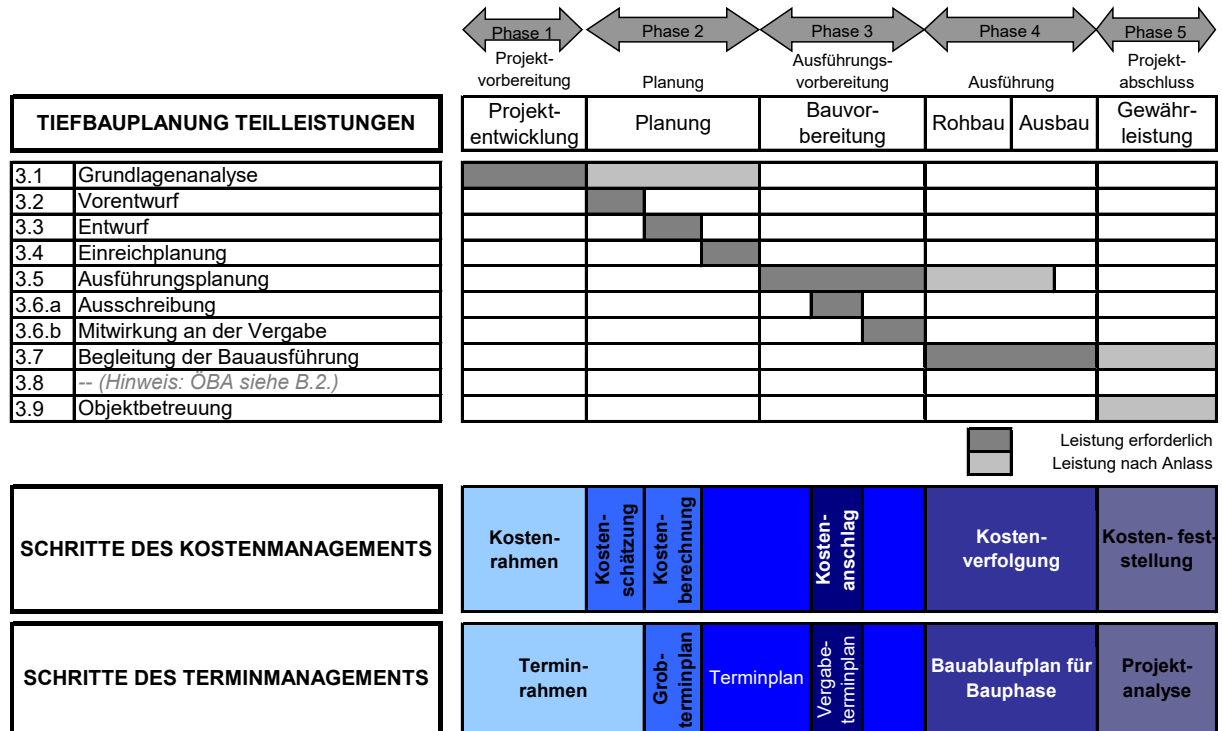 Phase 1 Phase 2 Phase 3 Phase 4 Phase 5
Projekt-
vorbereitung
Planung
Ausführungs-
vorbereitung
Ausführung
Projekt-
abschluss
TIEFBAUPLANUNG TEILLEISTUNGEN
Projekt-
entwicklung
Planung
Bauvor-
bereitung
Rohbau
Ausbau
Gewähr-
leistung
3.1 Grundlagenanalyse
3.2 Vorentwurf
3.3 Entwurf
3.4 Einreichplanung
3.5 Ausführungsplanung
3.6.a Ausschreibung
3.6.b Mitwirkung an der Vergabe
3.7 Begleitung der Bauausführung
3.8 -- (Hinweis: ÖBA siehe B.2.)
3.9 Objektbetreuung
Leistung erforderlich
Leistung nach Anlass
SCHRITTE DES KOSTENMANAGEMENTS
Kosten-
rahmen
Kosten-
schätzung
Kosten-
berechnung
Kosten-
anschlag
Kosten-
verfolgung
Kosten- fest-
stellung
SCHRITTE DES TERMINMANAGEMENTS
Termin-
rahmen
Grob-
terminplan
Terminplan
Vergabe-
terminplan
Bauablaufplan für
Bauphase
Projekt-
analyse